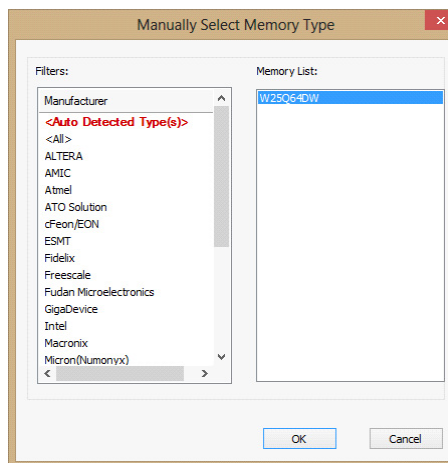 Manually Select Memory Type
x
Filters:
Memory List:
Manufacturer
<Auto Detected Type(s)>
<All>
ALTERA
AMIC
Atmel
ATO Solution
cFeon/EON
ESMT
Fidelix
Freescale
Fudan Microelectronics
GigaDevice
Intel
Macronix
Micron(Numonyx)
W25Q64DW
OK
Cancel